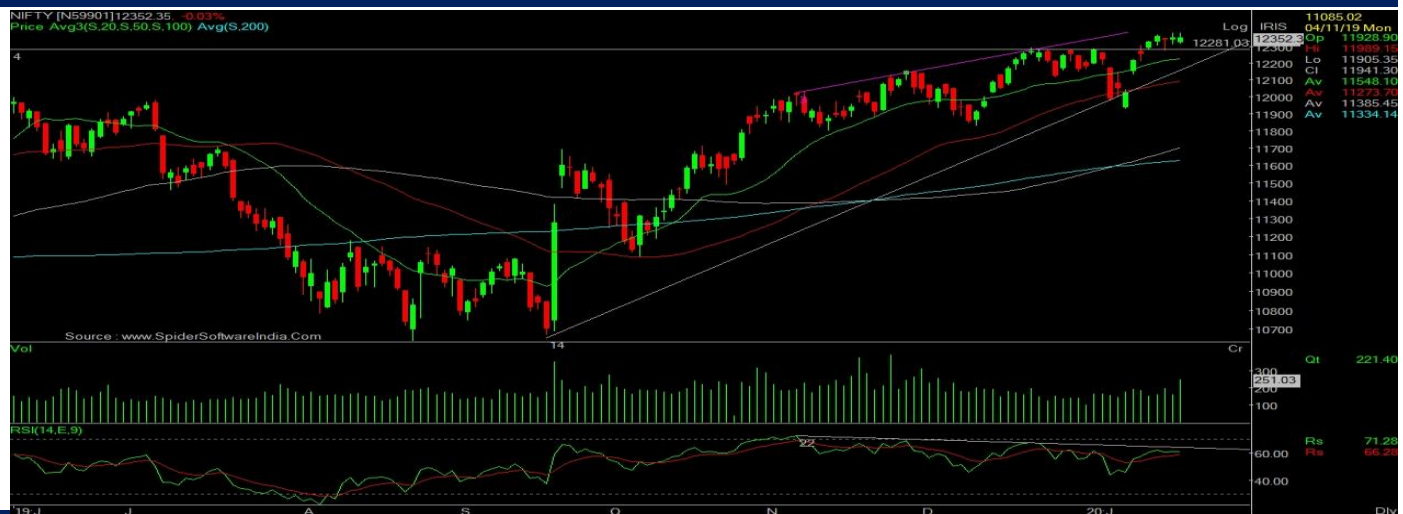 NIFTY [N59901]12352.35 -0.03%
Price Avg3(S,20,S,50,S,100) Avg(S,200)
Log
IRIS
11085.02
04/11/19 Mon
Op 11928.90
Hi 11989.15
Lo 11905.35
Cl 11941.30
Av 11548.10
Av 11273.70
Av 11385.45
Av 11334.14
4
12281.03
12352.3
12300
12200
12100
12000
11900
11800
11700
11600
11500
11400
11300
11200
11100
11000
10900
10800
10700
Source : www.SpiderSoftwareIndia.Com
14
Vol
Cr
Qt 221.40
300
251.03
200
100
RSI(14,E,9)
22
Rs 71.28
Rs 66.28
60.00
40.00
'19:J J A S O N D 20:J Dly